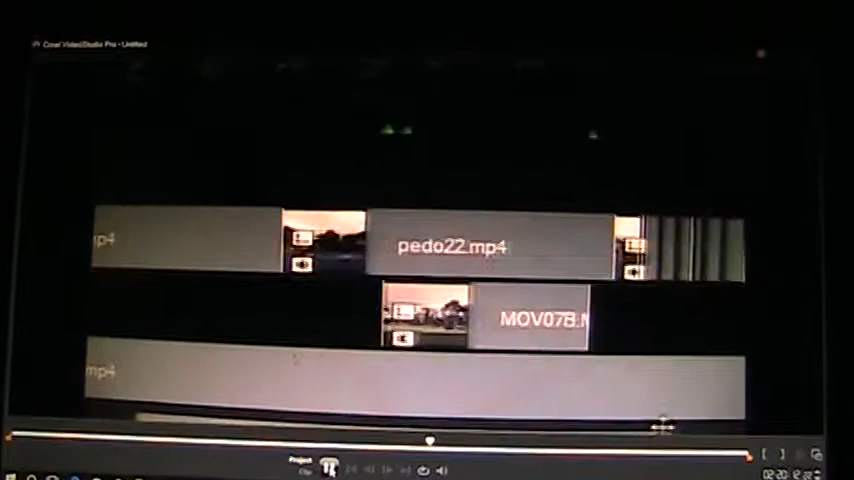 Corel VideoStudio Pro - Untitled
mp4
pedo22.mp4
MOV07B.M
mp4
Project
Clip
[ ]